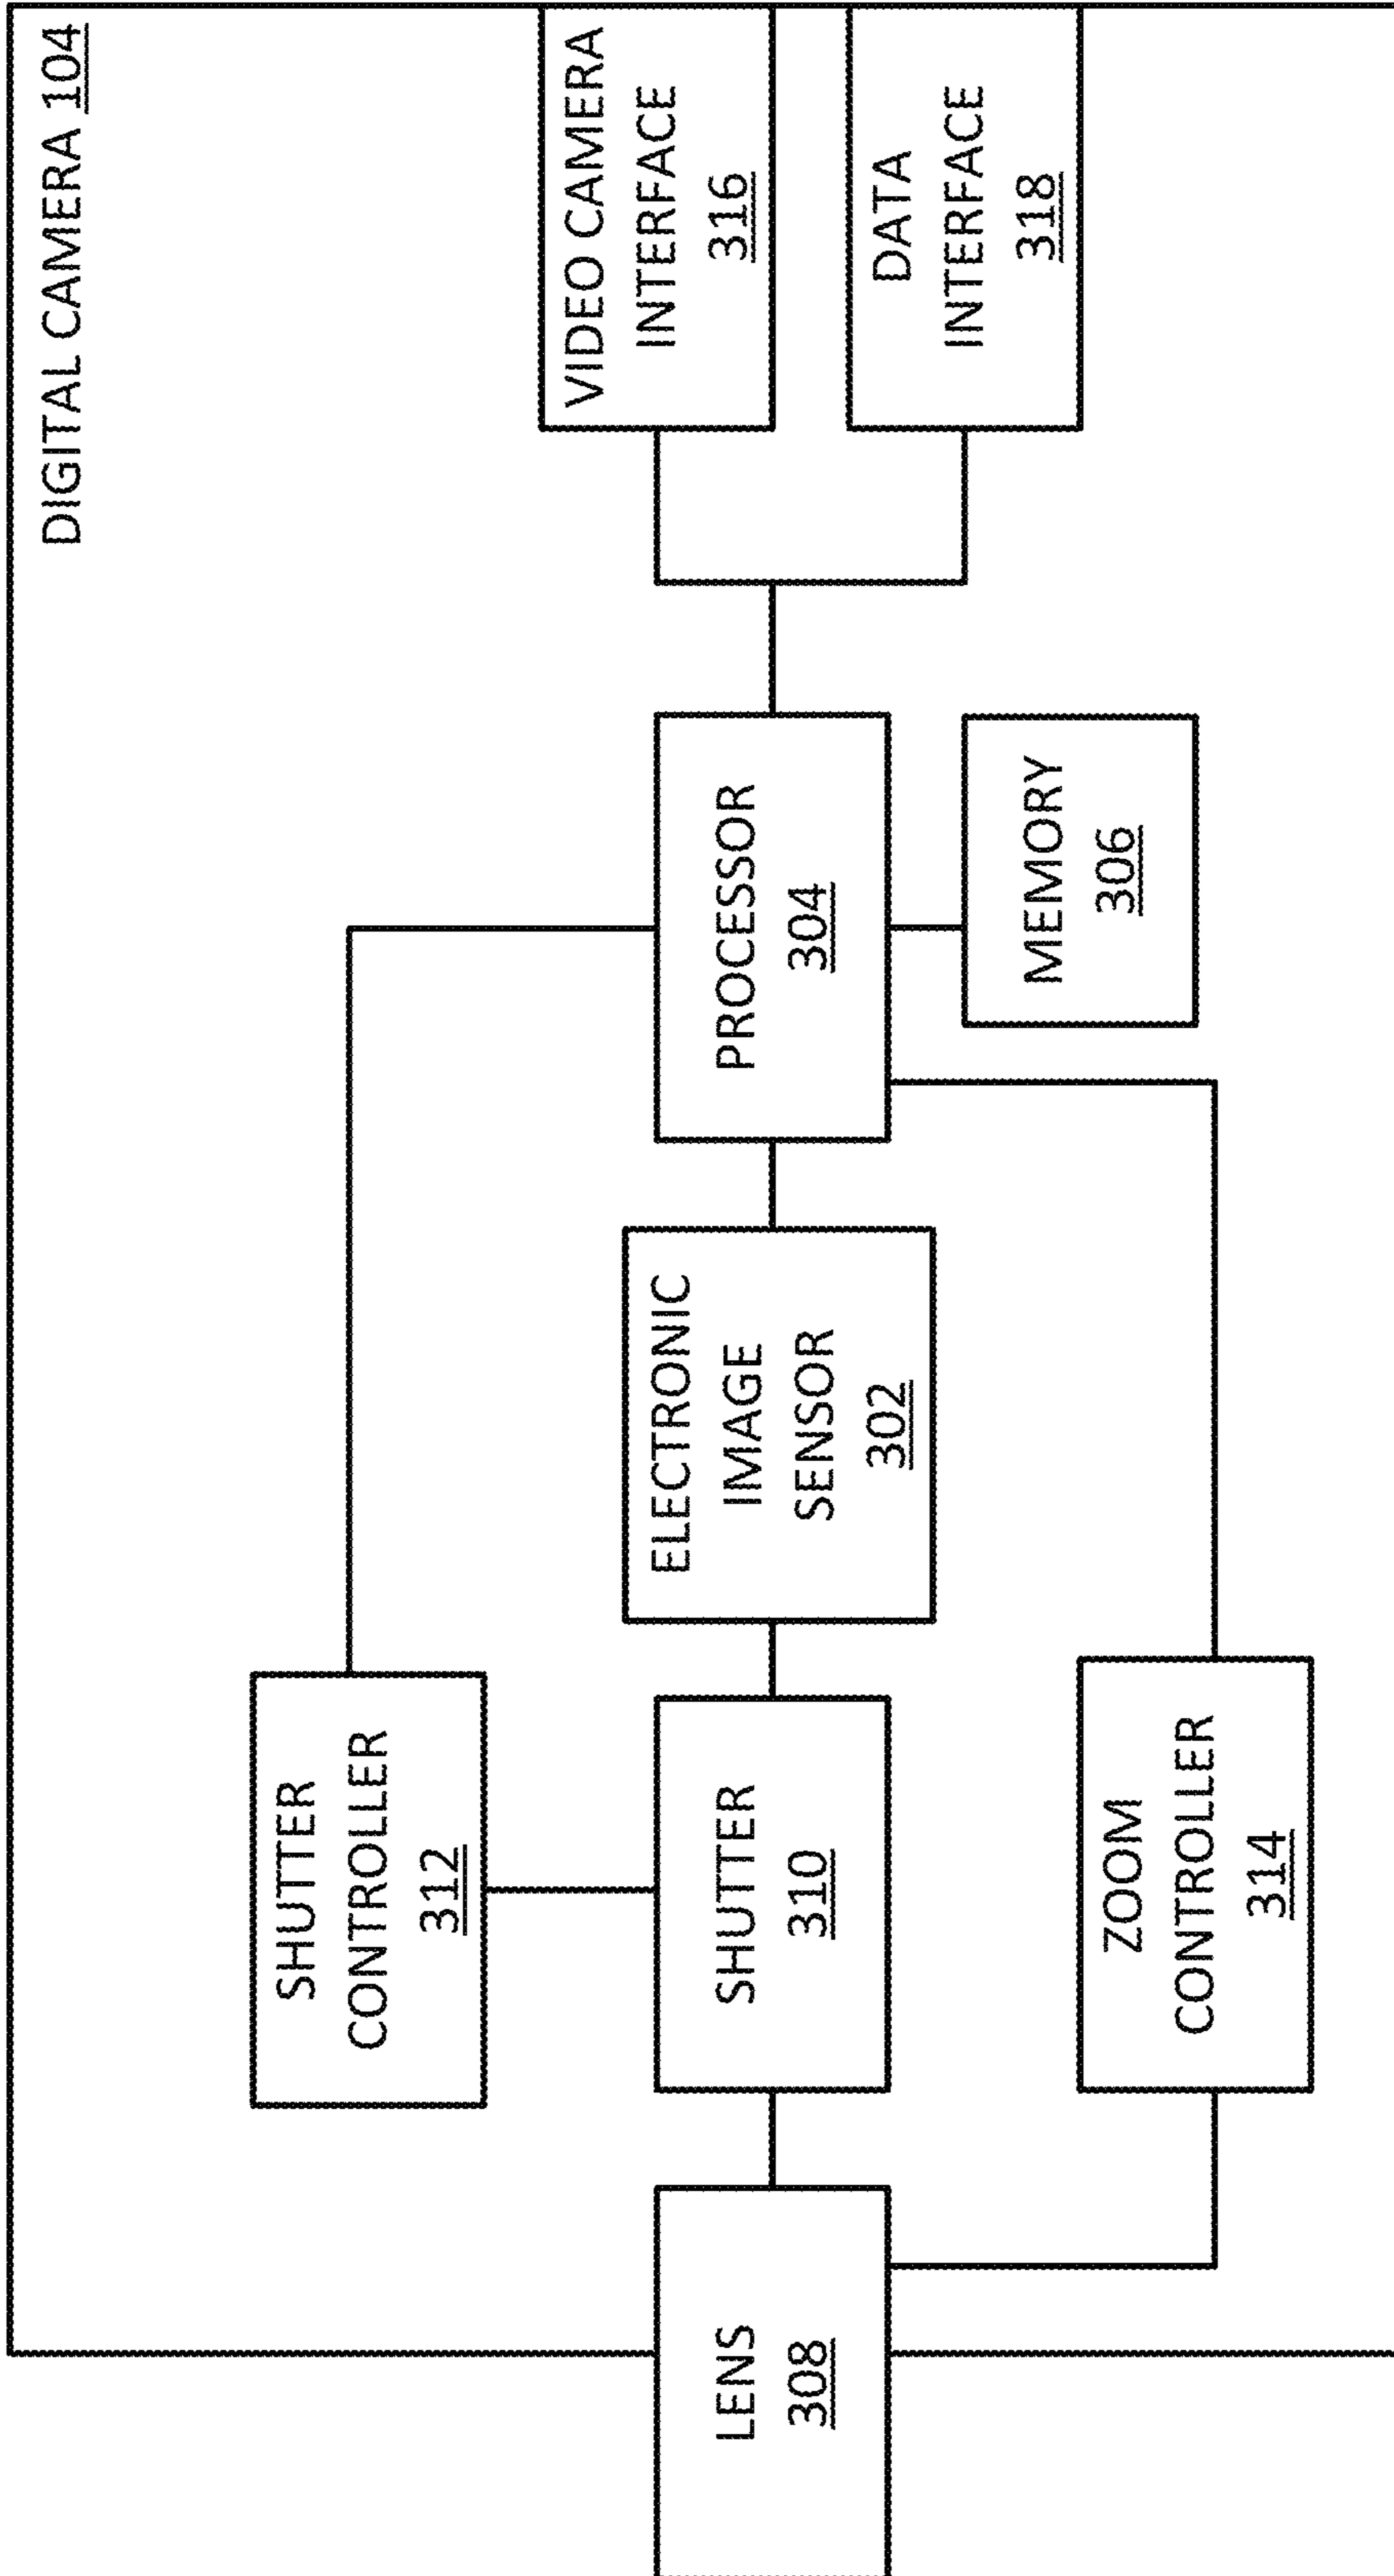 DIGITAL CAMERA 104
SHUTTER
CONTROLLER
312
LENS
308
SHUTTER
310
ELECTRONIC
IMAGE
SENSOR
302
PROCESSOR
304
MEMORY
306
VIDEO CAMERA
INTERFACE
316
DATA
INTERFACE
318
ZOOM
CONTROLLER
314